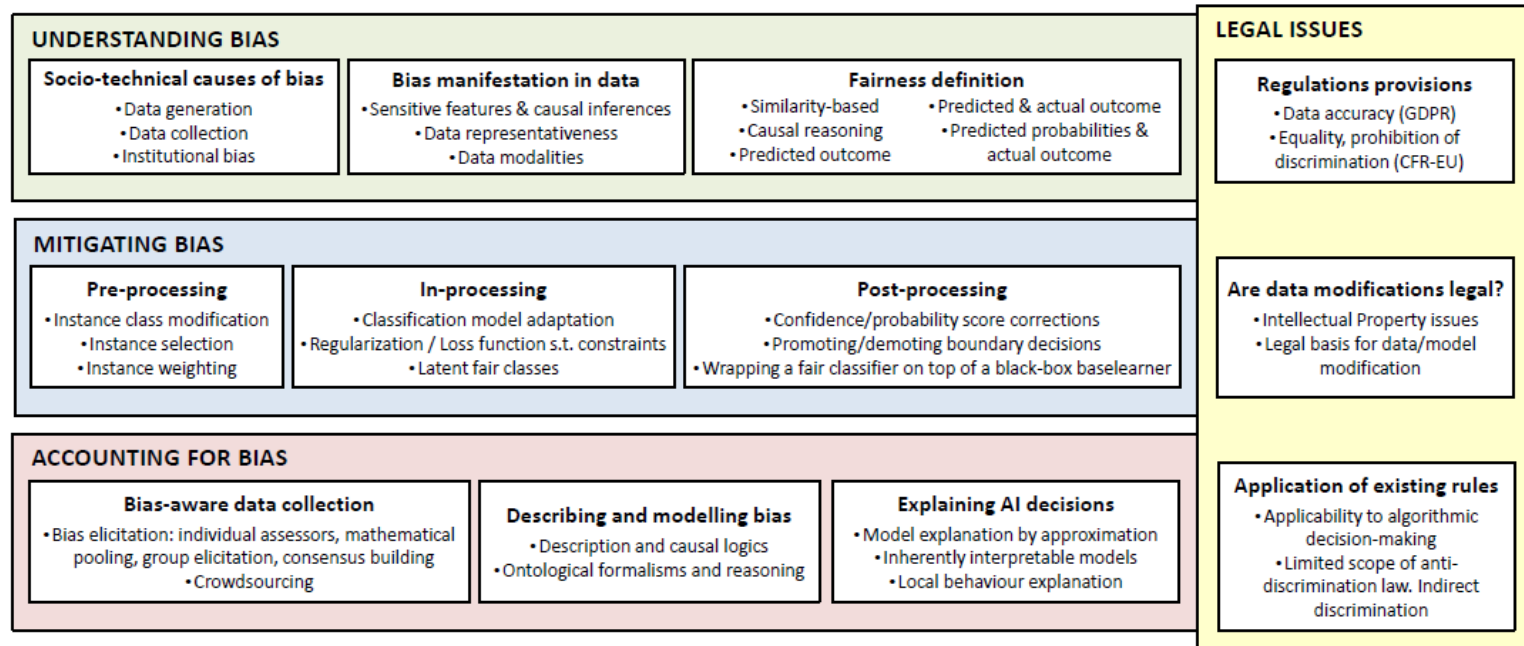 UNDERSTANDING BIAS
Socio-technical causes of bias
•Data generation
•Data collection
•Institutional bias
Bias manifestation in data
•Sensitive features & causal inferences
•Data representativeness
•Data modalities
Fairness definition
•Similarity-based
•Causal reasoning
•Predicted outcome
•Predicted & actual outcome
•Predicted probabilities &
actual outcome
MITIGATING BIAS
Pre-processing
•Instance class modification
•Instance selection
•Instance weighting
In-processing
•Classification model adaptation
•Regularization / Loss function s.t. constraints
•Latent fair classes
Post-processing
•Confidence/probability score corrections
•Promoting/demoting boundary decisions
•Wrapping a fair classifier on top of a black-box baselearner
ACCOUNTING FOR BIAS
Bias-aware data collection
•Bias elicitation: individual assessors, mathematical
pooling, group elicitation, consensus building
•Crowdsourcing
Describing and modelling bias
•Description and causal logics
•Ontological formalisms and reasoning
Explaining AI decisions
•Model explanation by approximation
•Inherently interpretable models
•Local behaviour explanation
LEGAL ISSUES
Regulations provisions
•Data accuracy (GDPR)
•Equality, prohibition of
discrimination (CFR-EU)
Are data modifications legal?
•Intellectual Property issues
•Legal basis for data/model
modification
Application of existing rules
•Applicability to algorithmic
decision-making
•Limited scope of anti-
discrimination law. Indirect
discrimination